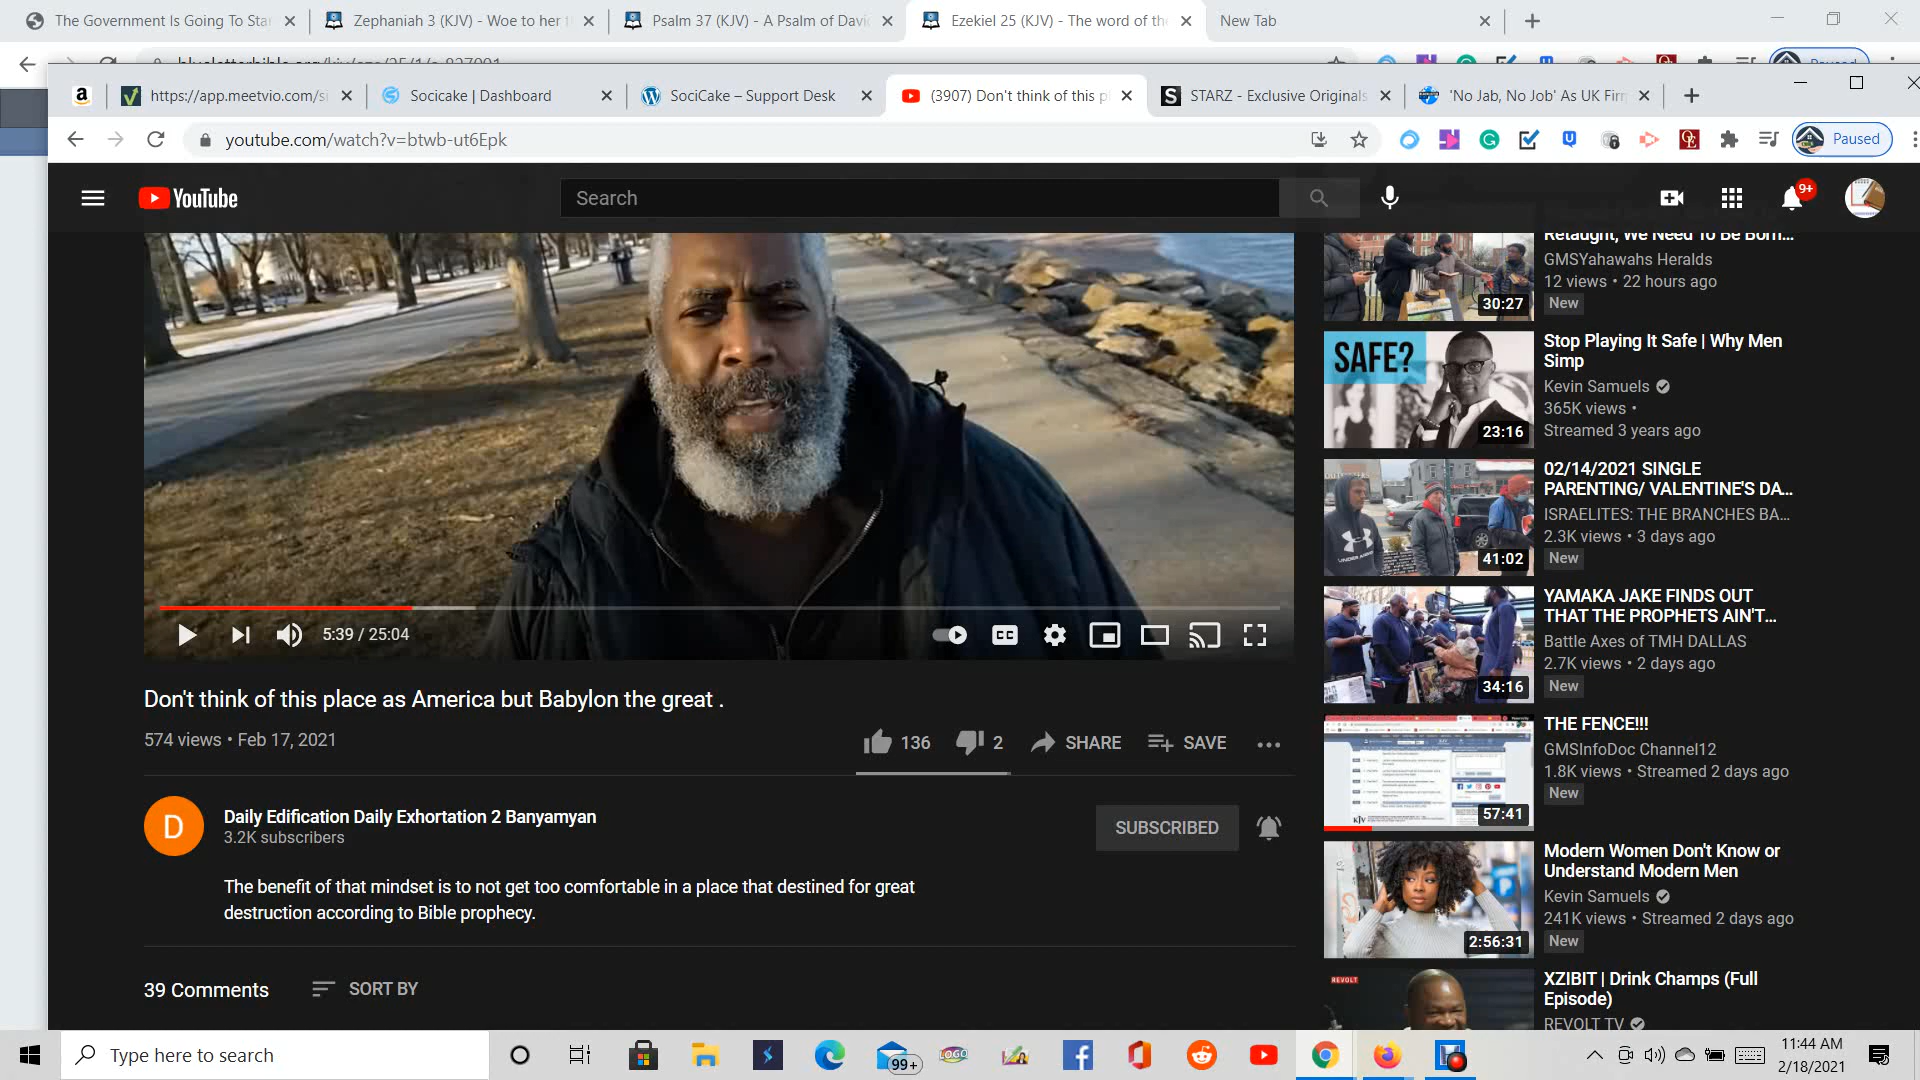 The Government Is Going To Sta
Zephaniah 3 (KJV) - Woe to her
Psalm 37 (KJV) - A Psalm of Davi
Ezekiel 25 (KJV) - The word of the
New Tab
https://app.meetvio.com/s
Socicake | Dashboard
SociCake – Support Desk
(3907) Don't think of this p
STARZ - Exclusive Originals
'No Jab, No Job' As UK Firm
youtube.com/watch?v=btwb-ut6Epk
Paused
YouTube
Search
9+
5:39 / 25:04
CC
Don't think of this place as America but Babylon the great .
574 views • Feb 17, 2021
136
2
SHARE
SAVE
D
Daily Edification Daily Exhortation 2 Banyamyan
3.2K subscribers
SUBSCRIBED
The benefit of that mindset is to not get too comfortable in a place that destined for great
destruction according to Bible prophecy.
39 Comments
SORT BY
Retaught, We Need To Be Born...
GMSYahawahs Heralds
12 views • 22 hours ago
New
30:27
SAFE?
23:16
Stop Playing It Safe | Why Men
Simp
Kevin Samuels
365K views •
Streamed 3 years ago
UNDER ARMOUR
41:02
02/14/2021 SINGLE
PARENTING/ VALENTINE'S DA...
ISRAELITES: THE BRANCHES BA...
2.3K views • 3 days ago
New
34:16
YAMAKA JAKE FINDS OUT
THAT THE PROPHETS AIN'T...
Battle Axes of TMH DALLAS
2.7K views • 2 days ago
New
KJV
57:41
THE FENCE!!!
GMSInfoDoc Channel12
1.8K views • Streamed 2 days ago
New
2:56:31
Modern Women Don't Know or
Understand Modern Men
Kevin Samuels
241K views • Streamed 2 days ago
New
REVOLT
XZIBIT | Drink Champs (Full
Episode)
REVOLT TV
Type here to search
99+
LOGO
11:44 AM
2/18/2021